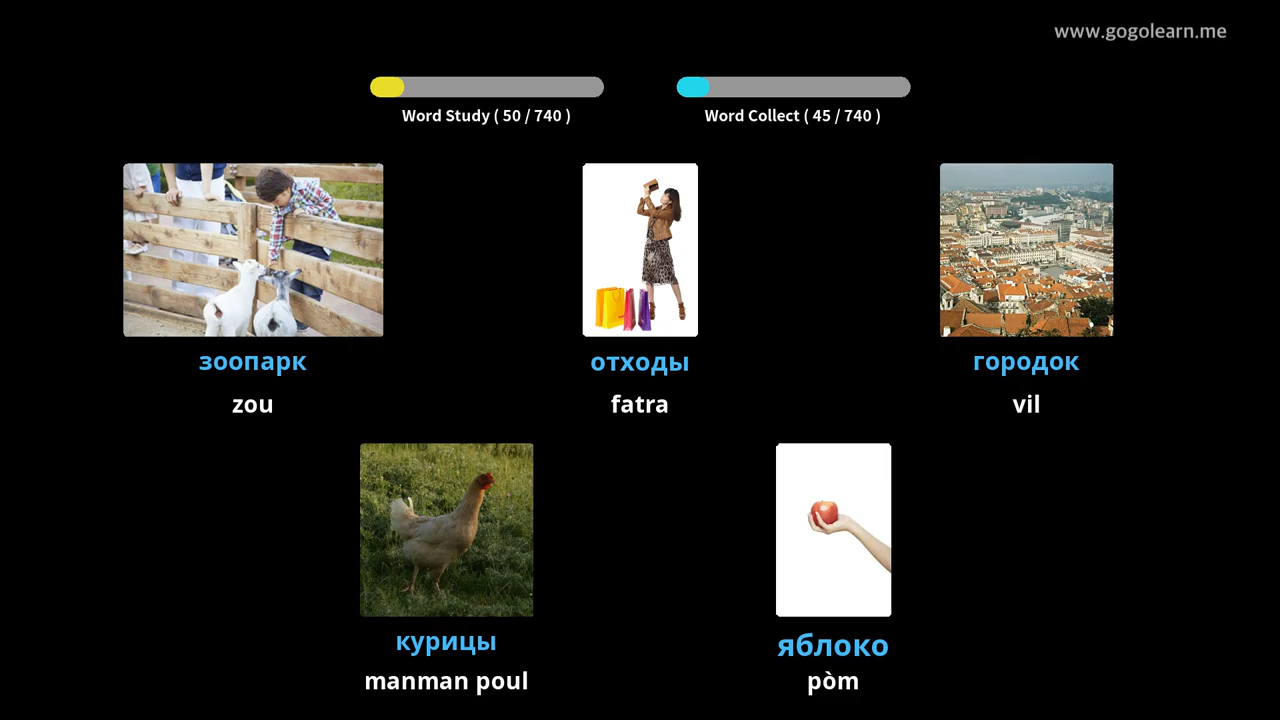 www.gogolearn.me
Word Study ( 50 / 740 )
Word Collect ( 45 / 740 )
зоопарк
zou
отходы
fatra
городок
vil
курицы
manman poul
яблоко
pòm